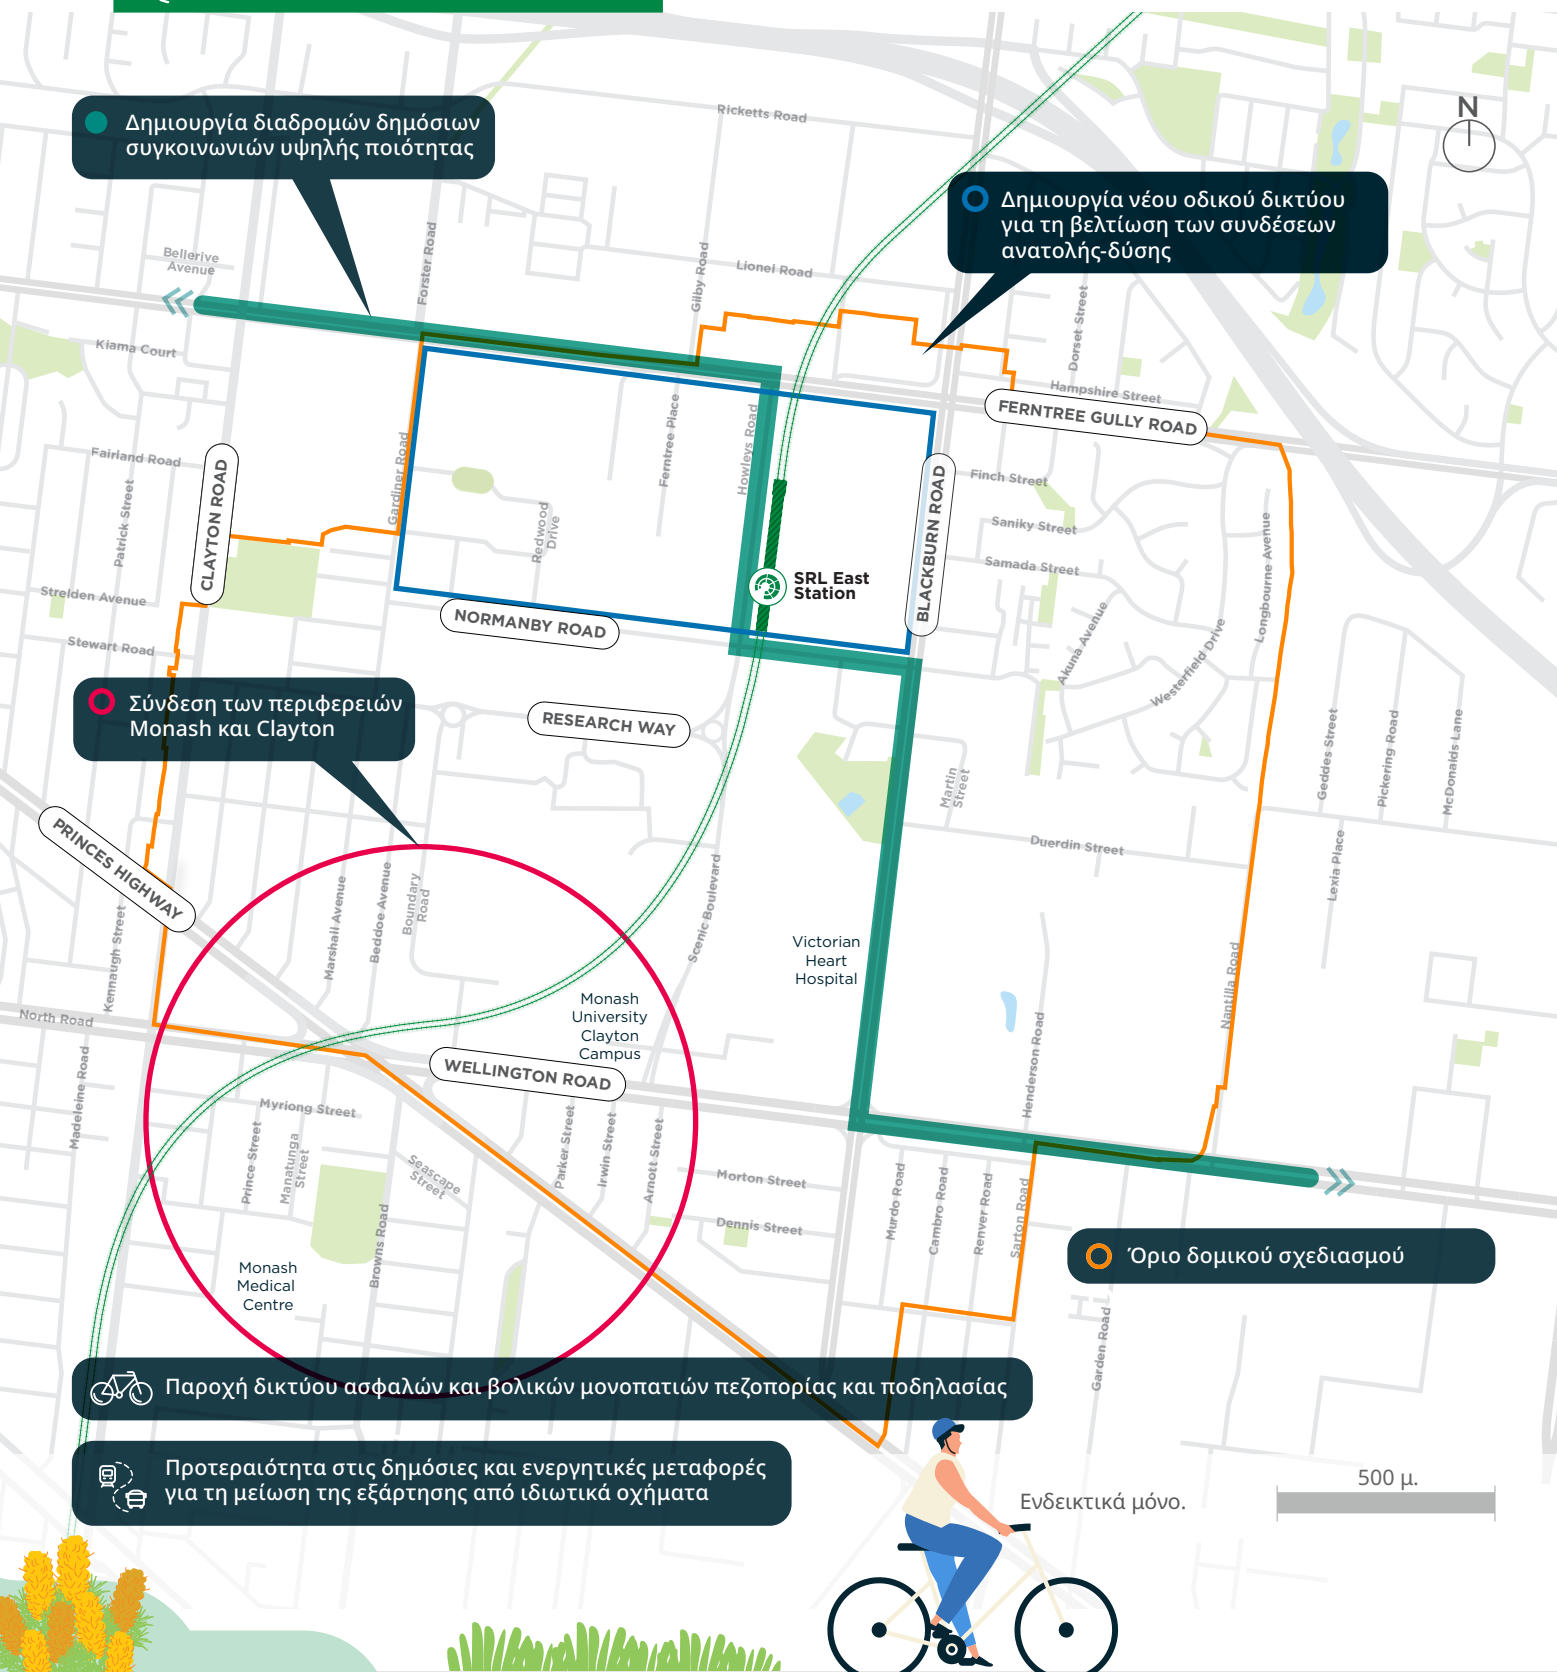 Ricketts Road
N
Δημιουργία διαδρομών δημόσιων
συγκοινωνιών υψηλής ποιότητας
Δημιουργία νέου οδικού δικτύου
για τη βελτίωση των συνδέσεων
ανατολής-δύσης
Bellerive
Avenue
Forster Road
Gilby Road
Lionel Road
Dorset Street
Kiama Court
Hampshire Street
FERNTREE GULLY ROAD
Fairland Road
Patrick Street
CLAYTON ROAD
Gardiner Road
Ferntree Place
Howleys Road
Redwood
Drive
BLACKBURN ROAD
Finch Street
Saniky Street
Samada Street
Longbourne Avenue
SRL East
Station
Strelden Avenue
NORMANBY ROAD
Akuna Avenue
Westerfield Drive
Stewart Road
Σύνδεση των περιφερειών
Monash και Clayton
RESEARCH WAY
Martin
Street
Geddes Street
Pickering Road
McDonalds Lane
PRINCES HIGHWAY
Duerdin Street
Lexia Place
Kennaugh Street
Marshall Avenue
Beddoe Avenue
Boundary
Road
Scenic Boulevard
Victorian
Heart
Hospital
Nantilla Road
North Road
Monash
University
Clayton
Campus
WELLINGTON ROAD
Henderson Road
Madeleine Road
Myriong Street
Prince Street
Manatunga
Street
Seascape
Street
Parker Street
Irwin Street
Arnott Street
Morton Street
Dennis Street
Murdo Road
Cambro Road
Renver Road
Sarton Road
Browns Road
Monash
Medical
Centre
Όριο δομικού σχεδιασμού
Garden Road
Παροχή δικτύου ασφαλών και βολικών μονοπατιών πεζοπορίας και ποδηλασίας
Προτεραιότητα στις δημόσιες και ενεργητικές μεταφορές
για τη μείωση της εξάρτησης από ιδιωτικά οχήματα
Ενδεικτικά μόνο.
500 μ.